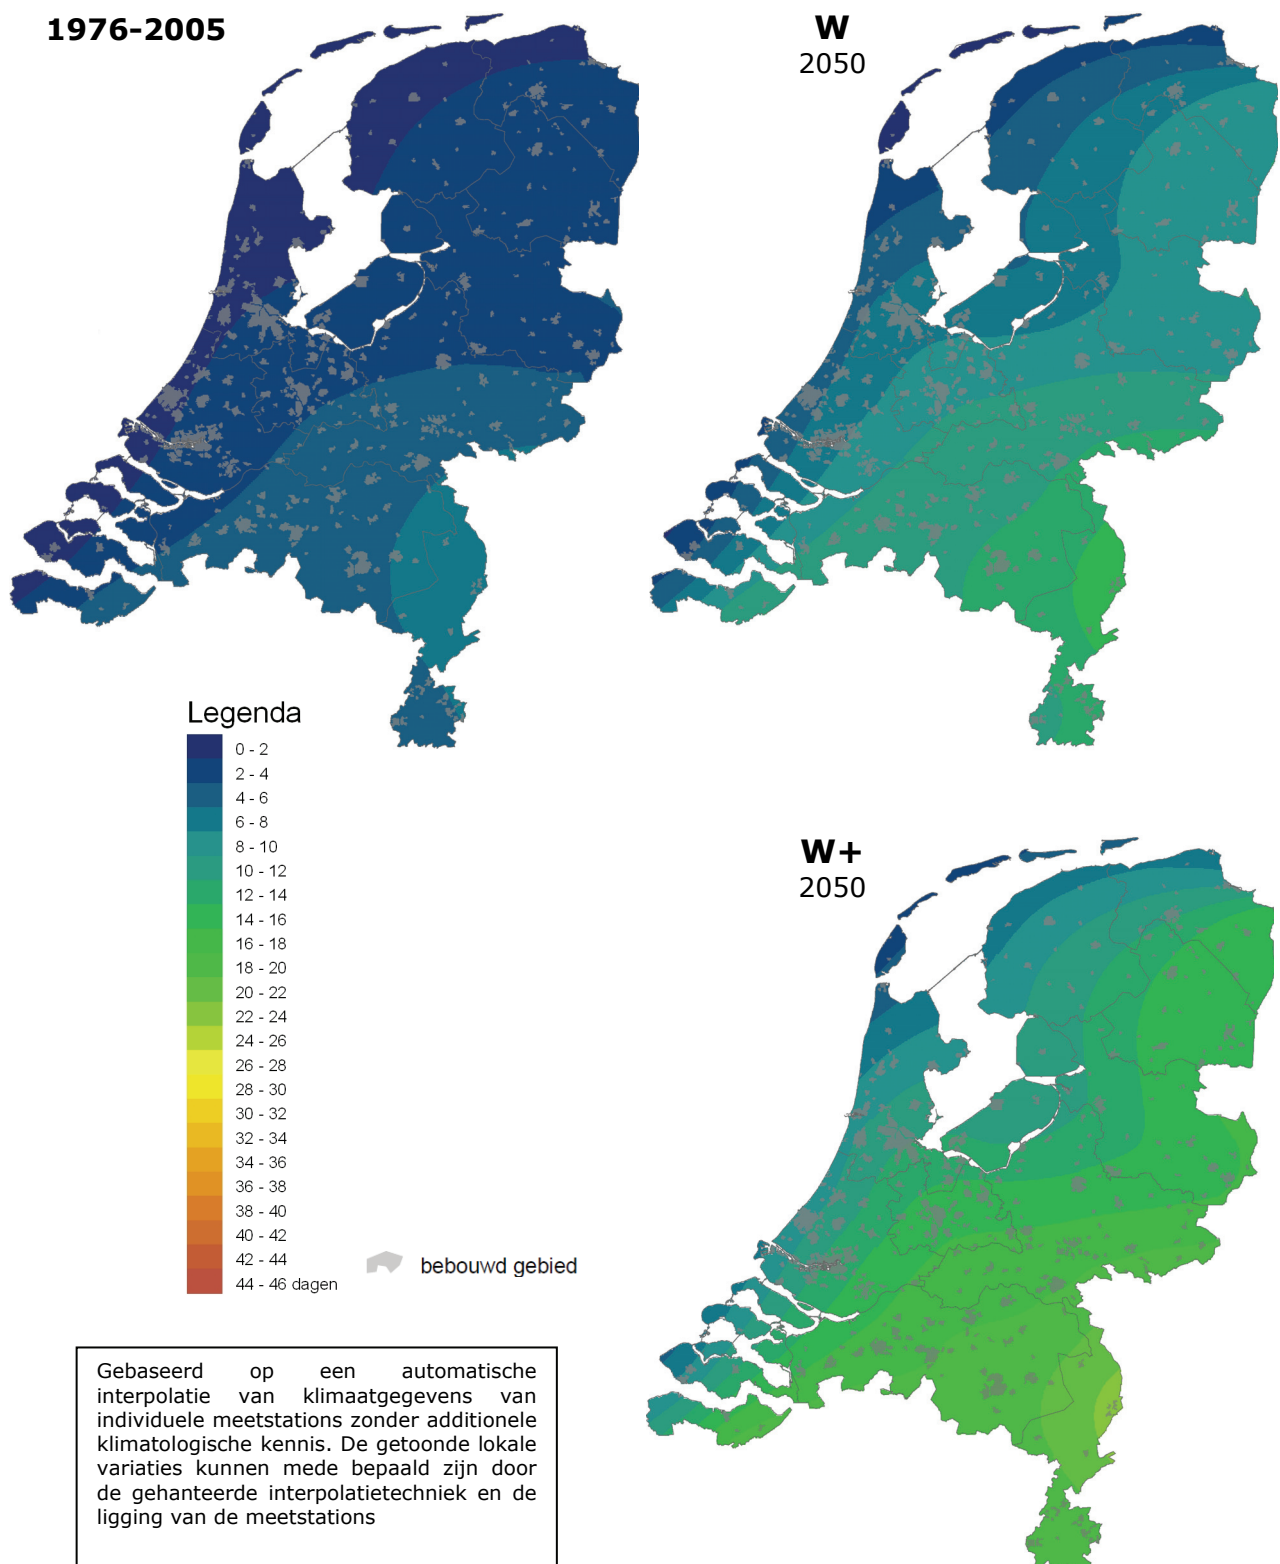 1976-2005
W
2050
Legenda
0 - 2
2 - 4
4 - 6
6 - 8
8 - 10
10 - 12
12 - 14
14 - 16
16 - 18
18 - 20
20 - 22
22 - 24
24 - 26
26 - 28
28 - 30
30 - 32
32 - 34
34 - 36
36 - 38
38 - 40
40 - 42
42 - 44
44 - 46 dagen
bebouwd gebied
W+
2050
Gebaseerd op een automatische
interpolatie van klimaatgegevens van
individuele meetstations zonder additionele
klimatologische kennis. De getoonde lokale
variaties kunnen mede bepaald zijn door
de gehanteerde interpolatietechniek en de
ligging van de meetstations